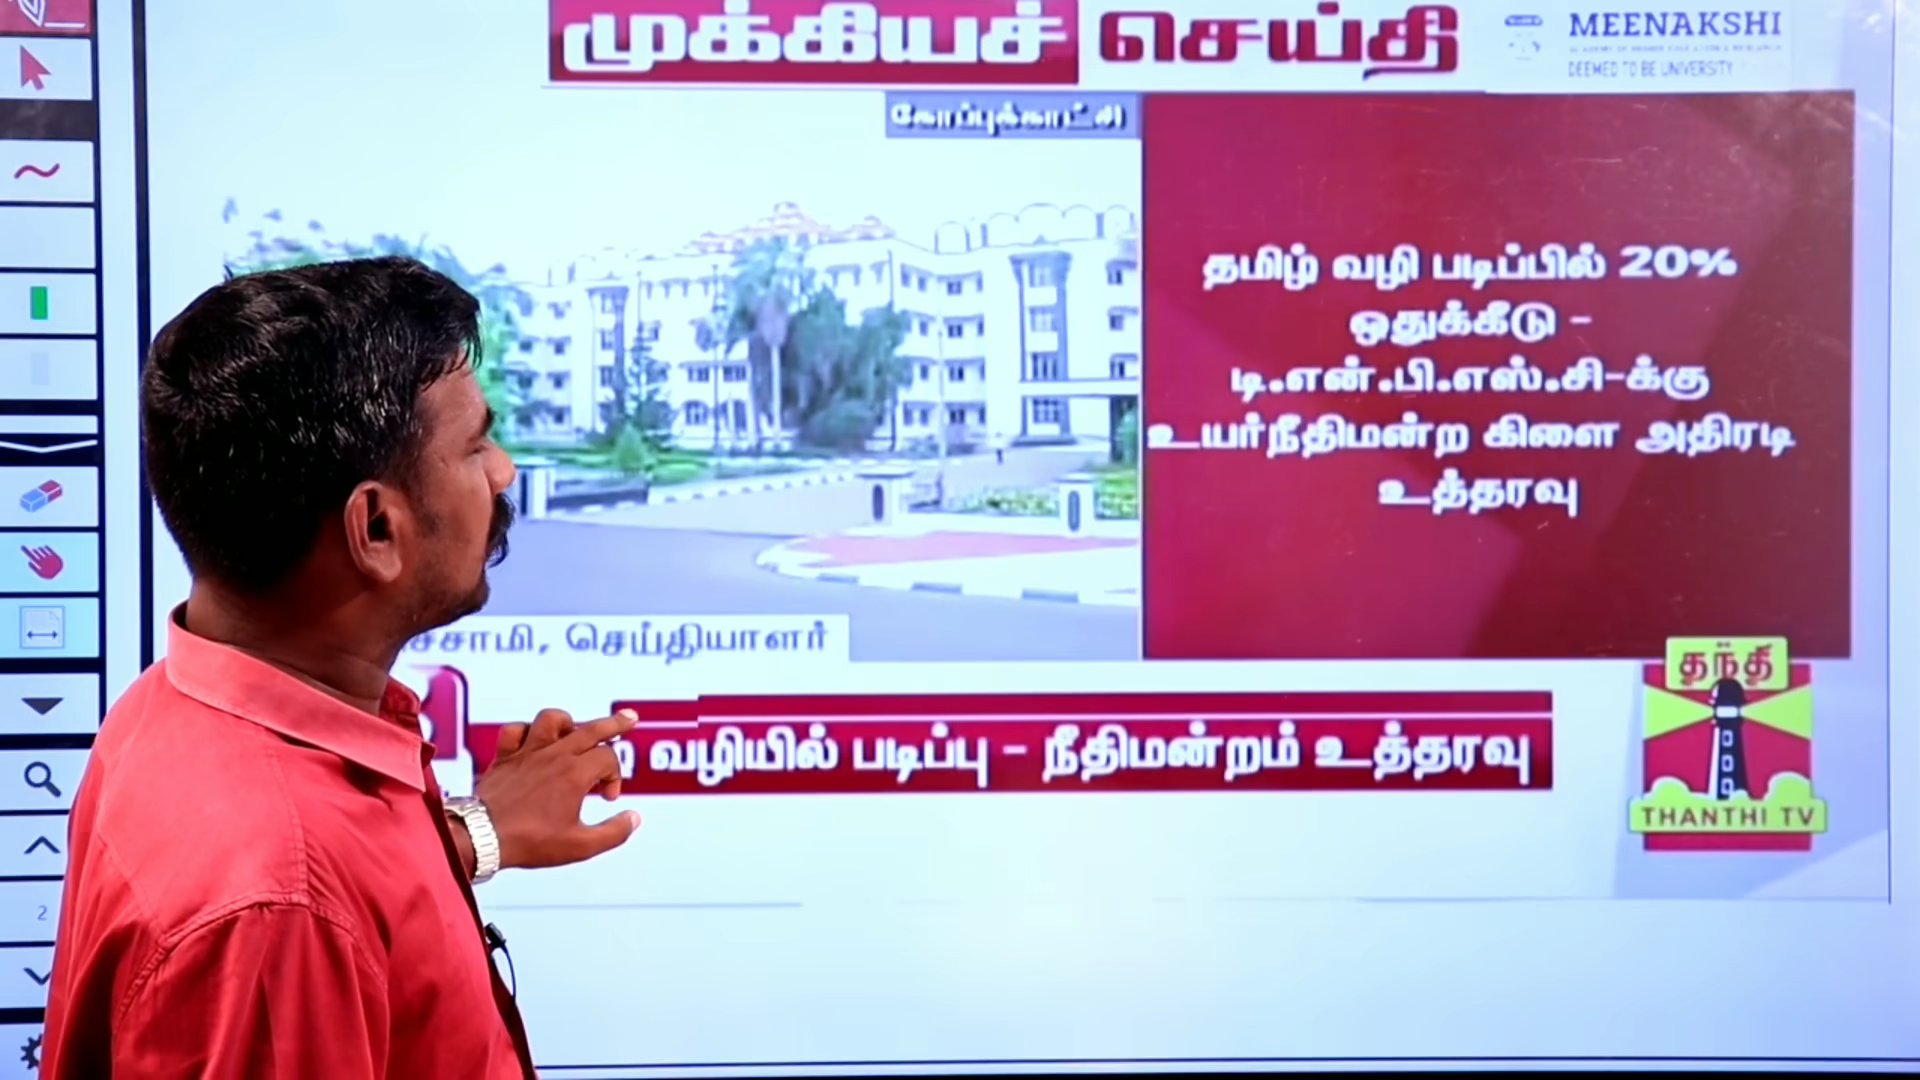 முக்கியச் செய்தி
MEENAKSHI
DEEMED TO BE UNIVERSITY
கோப்புக்காட்சி
தமிழ் வழி படிப்பில் 20%
ஒதுக்கீடு -
டி.என்.பி.எஸ்.சி-க்கு
உயர்நீதிமன்ற கிளை அதிரடி
உத்தரவு
செய்தியாளர்
வழியில் படிப்பு - நீதிமன்றம் உத்தரவு
தந்தி
THANTHI TV
2